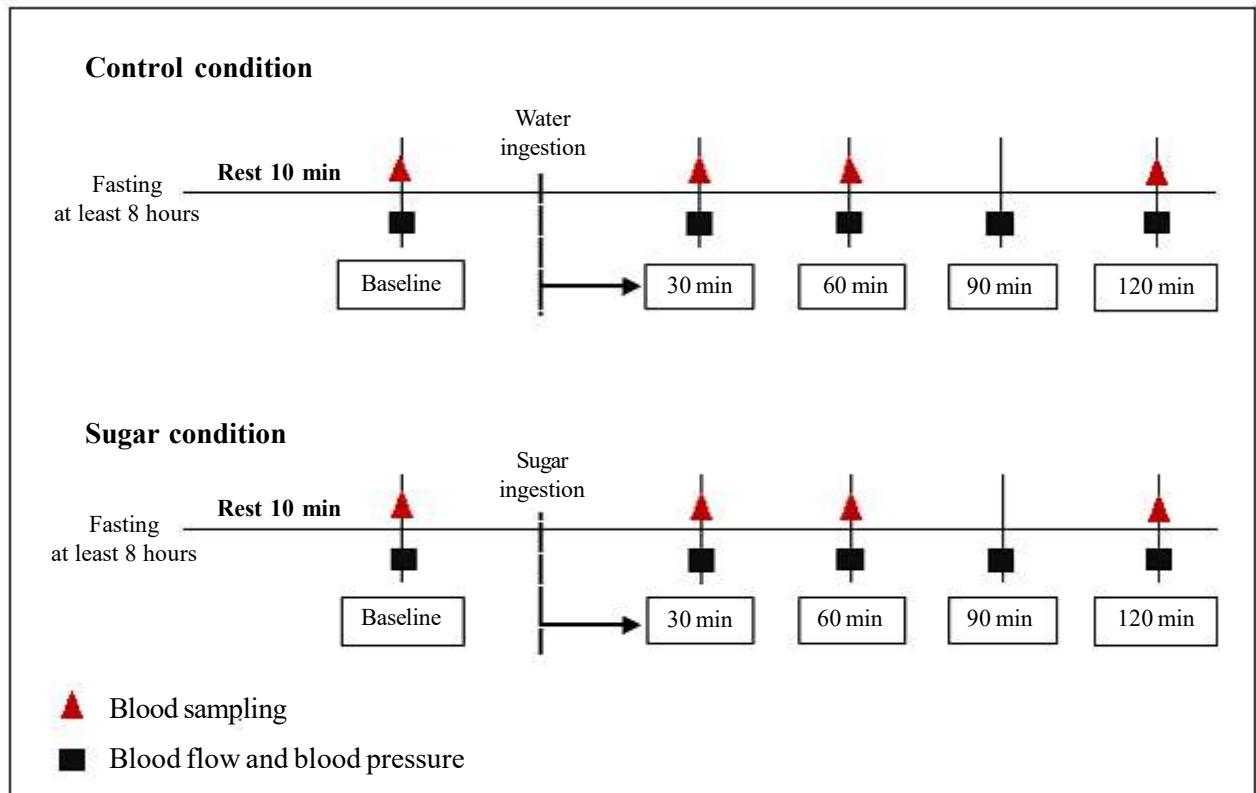 Control condition
Water
ingestion
Rest 10 min
Fasting
at least 8 hours
Baseline
30 min
60 min
90 min
120 min
Sugar condition
Sugar
ingestion
Rest 10 min
Fasting
at least 8 hours
Baseline
30 min
60 min
90 min
120 min
Blood sampling
Blood flow and blood pressure